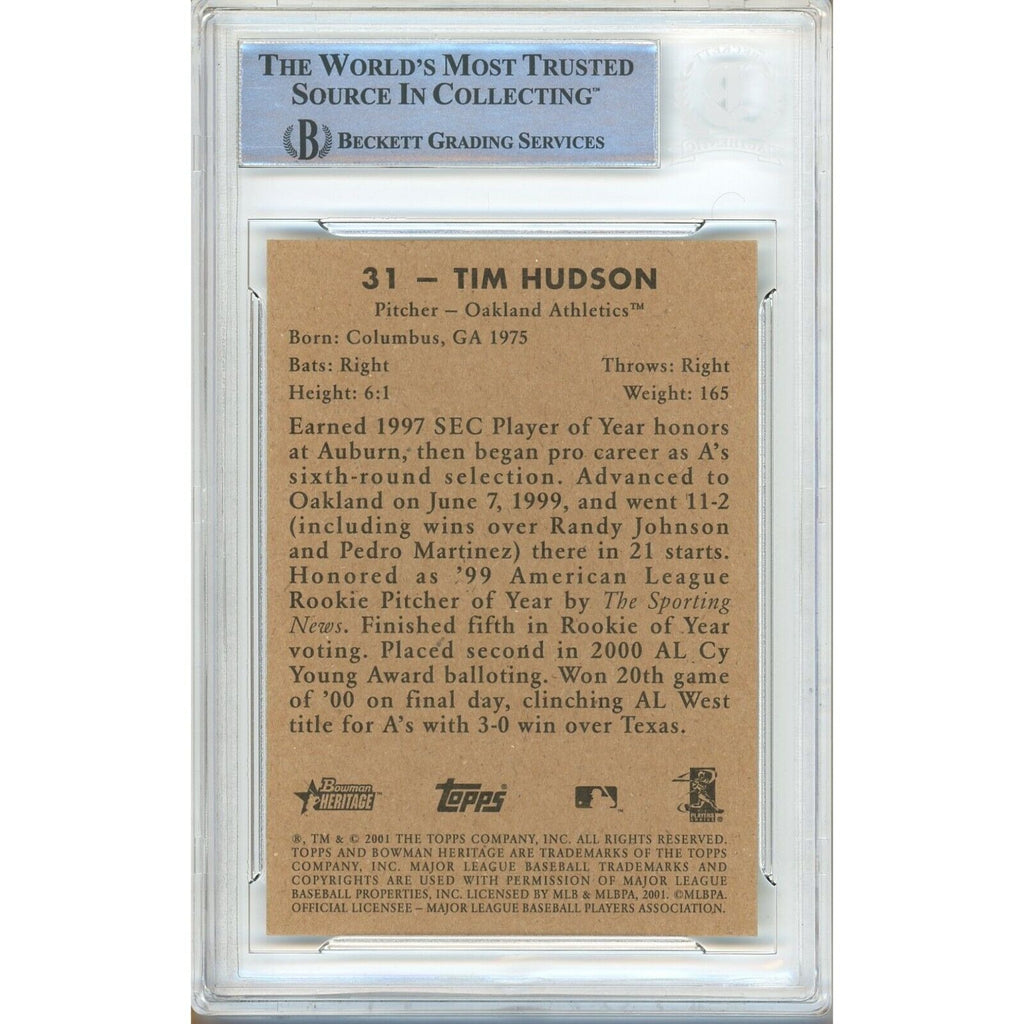 THE WORLD'S MOST TRUSTED
SOURCE IN COLLECTING™
B BECKETT GRADING SERVICES
31 – TIM HUDSON
Pitcher – Oakland Athletics™
Born: Columbus, GA 1975
Bats: Right Throws: Right
Height: 6:1 Weight: 165
Earned 1997 SEC Player of Year honors
at Auburn, then began pro career as A's
sixth-round selection. Advanced to
Oakland on June 7, 1999, and went 11-2
(including wins over Randy Johnson
and Pedro Martinez) there in 21 starts.
Honored as '99 American League
Rookie Pitcher of Year by The Sporting
News. Finished fifth in Rookie of Year
voting. Placed second in 2000 AL Cy
Young Award balloting. Won 20th game
of '00 on final day, clinching AL West
title for A's with 3-0 win over Texas.
Bowman
HERITAGE
Topps
PLAYERS
CHOICE
®, TM & © 2001 THE TOPPS COMPANY, INC. ALL RIGHTS RESERVED.
TOPPS AND BOWMAN HERITAGE ARE TRADEMARKS OF THE TOPPS
COMPANY, INC. MAJOR LEAGUE BASEBALL TRADEMARKS AND
COPYRIGHTS ARE USED WITH PERMISSION OF MAJOR LEAGUE
BASEBALL PROPERTIES, INC. LICENSED BY MLB & MLBPA, 2001. ©MLBPA.
OFFICIAL LICENSEE – MAJOR LEAGUE BASEBALL PLAYERS ASSOCIATION.